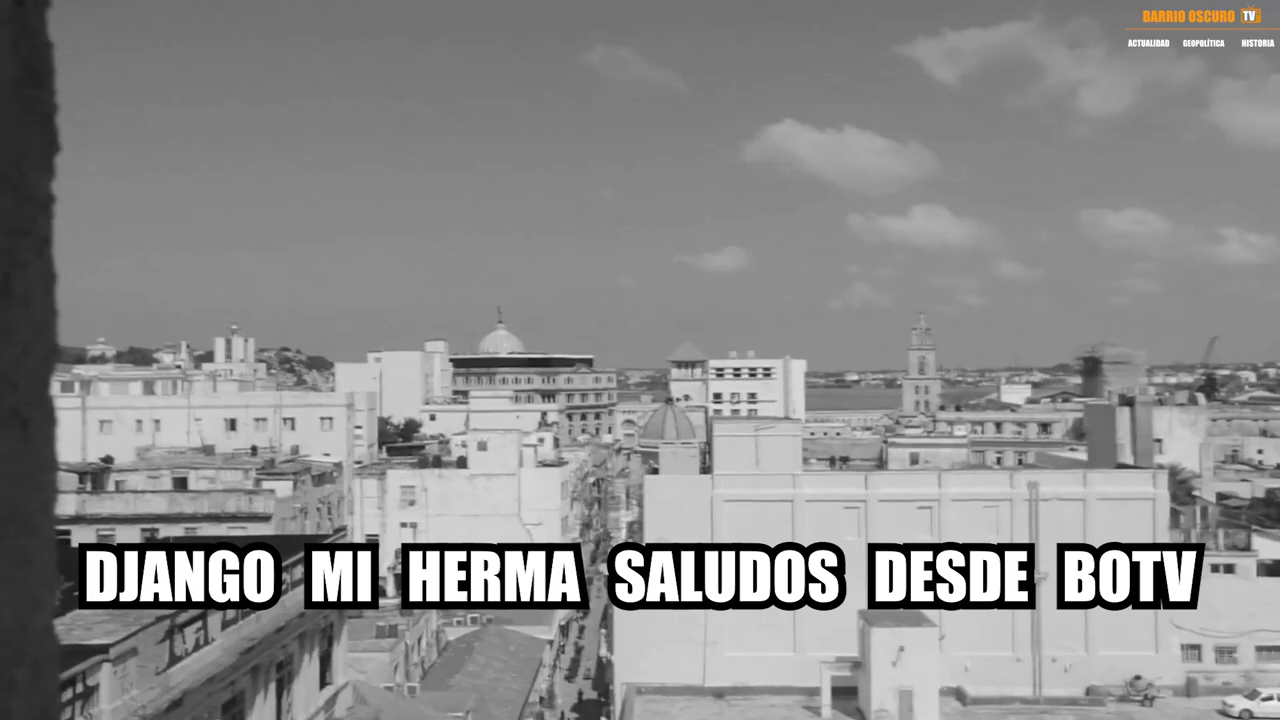 BARRIO OSCURO TV
ACTUALIDAD GEOPOLÍTICA HISTORIA
DJANGO MI HERMA SALUDOS DESDE BOTV